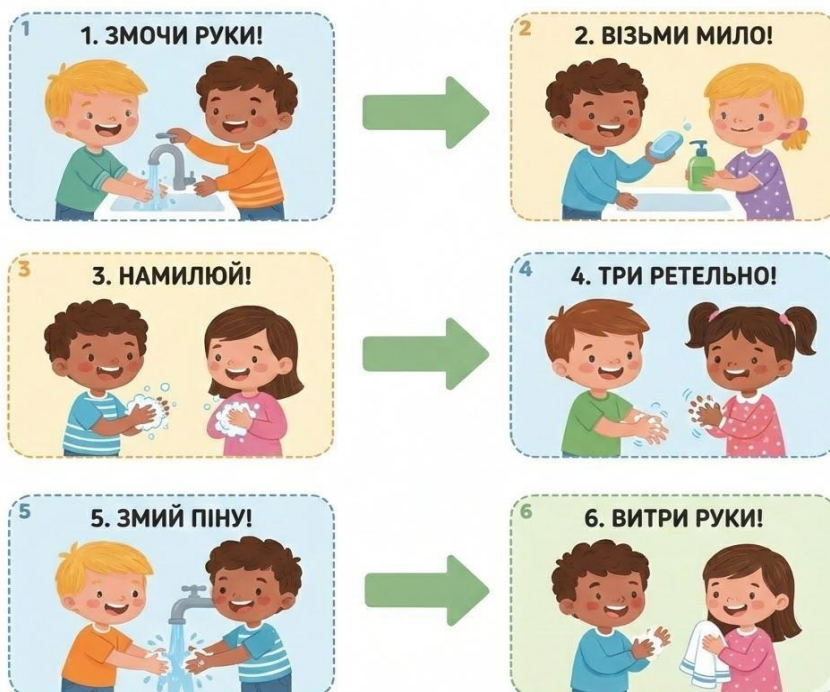 1
1. ЗМОЧИ РУКИ!
2
2. ВІЗЬМИ МИЛО!
3
3. НАМИЛЮЙ!
4
4. ТРИ РЕТЕЛЬНО!
5
5. ЗМИЙ ПІНУ!
6
6. ВИТРИ РУКИ!